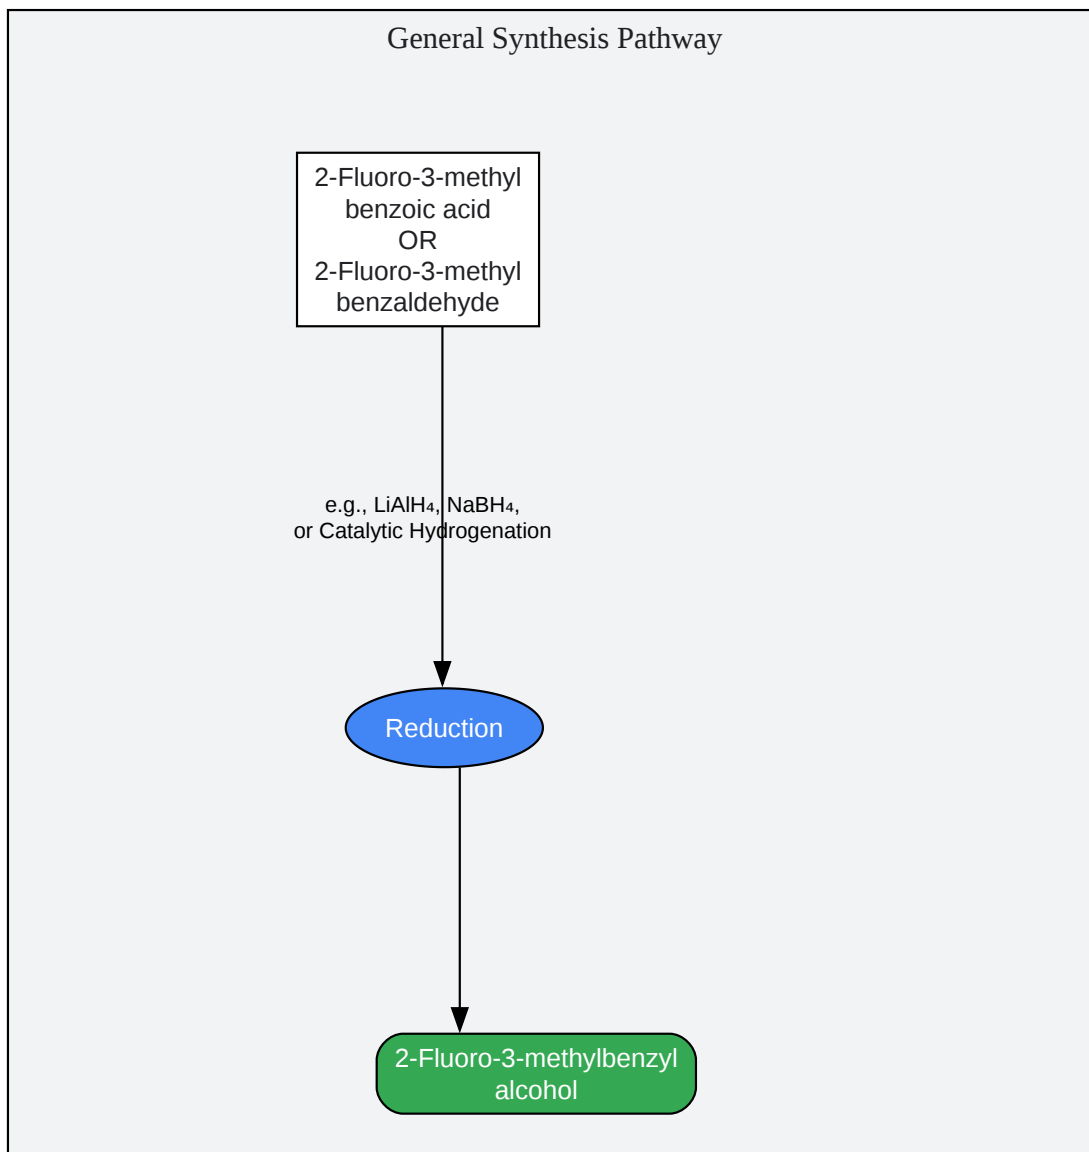 General Synthesis Pathway
2-Fluoro-3-methyl
benzoic acid
OR
2-Fluoro-3-methyl
benzaldehyde
e.g., LiAlH₄, NaBH₄,
or Catalytic Hydrogenation
Reduction
2-Fluoro-3-methylbenzyl
alcohol